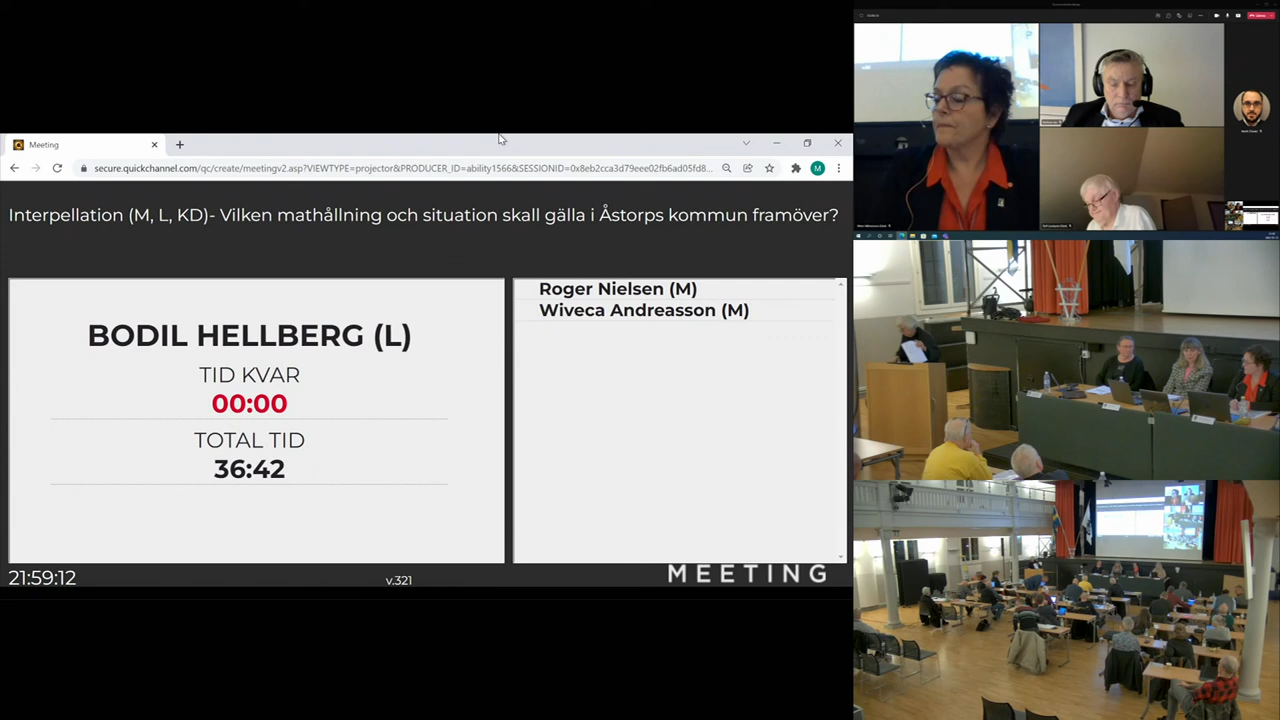 Meeting
secure.quickchannel.com/qc/create/meetingv2.asp?VIEWTYPE=projector&PRODUCER_ID=ability1566&SESSIONID=0x8eb2cca3d79eee02fb6ad05fd8...
M
Interpellation (M, L, KD)- Vilken mathållning och situation skall gälla i Åstorps kommun framöver?
BODIL HELLBERG (L)
TID KVAR
00:00
TOTAL TID
36:42
Roger Nielsen (M)
Wiveca Andreasson (M)
21:59:12
v.321
MEETING